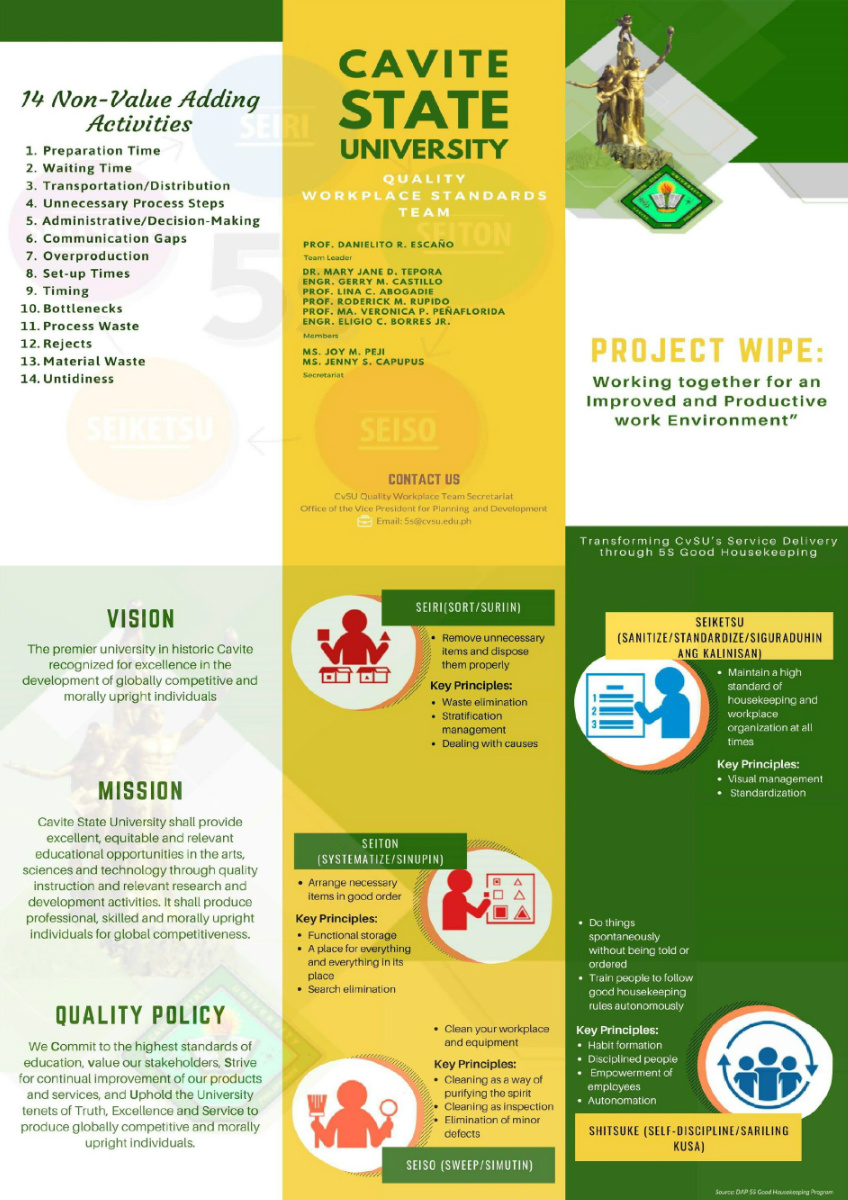 14 Non-Value Adding
Activities
1. Preparation Time
2. Waiting Time
3. Transportation/Distribution
4. Unnecessary Process Steps
5. Administrative/Decision-Making
6. Communication Gaps
7. Overproduction
8. Set-up Times
9. Timing
10. Bottlenecks
11. Process Waste
12. Rejects
13. Material Waste
14. Untidiness
SEIRI
SEITON
5
SEIKETSU
SEISO
CAVITE
STATE
UNIVERSITY
QUALITY
WORKPLACE STANDARDS
TEAM
PROF. DANIELITO R. ESCAÑO
Team Leader
DR. MARY JANE D. TEPORA
ENGR. GERRY M. CASTILLO
PROF. LINA C. ABOGADIE
PROF. RODERICK M. RUPIDO
PROF. MA. VERONICA P. PEÑAFLORIDA
ENGR. ELIGIO C. BORRES JR.
Members
MS. JOY M. PEJI
MS. JENNY S. CAPUPUS
Secretariat
CONTACT US
CvSU Quality Workplace Team Secretariat
Office of the Vice President for Planning and Development
Email: 5s@cvsu.edu.ph
PROJECT WIPE:
Working together for an
Improved and Productive
work Environment”
Transforming CvSU's Service Delivery
through 5S Good Housekeeping
VISION
The premier university in historic Cavite
recognized for excellence in the
development of globally competitive and
morally upright individuals
MISSION
Cavite State University shall provide
excellent, equitable and relevant
educational opportunities in the arts,
sciences and technology through quality
instruction and relevant research and
development activities. It shall produce
professional, skilled and morally upright
individuals for global competitiveness.
QUALITY POLICY
We Commit to the highest standards of
education, value our stakeholders, Strive
for continual improvement of our products
and services, and Uphold the University
tenets of Truth, Excellence and Service to
produce globally competitive and morally
upright individuals.
SEIRI(SORT/SURIIN)
• Remove unnecessary
items and dispose
them properly
Key Principles:
• Waste elimination
• Stratification
management
• Dealing with causes
SEITON
(SYSTEMATIZE/SINUPIN)
• Arrange necessary
items in good order
Key Principles:
• Functional storage
• A place for everything
and everything in its
place
• Search elimination
• Clean your workplace
and equipment
Key Principles:
• Cleaning as a way of
purifying the spirit
• Cleaning as inspection
• Elimination of minor
defects
SEISO (SWEEP/SIMUTIN)
SEIKETSU
(SANITIZE/STANDARDIZE/SIGURADUHIN
ANG KALINISAN)
1
2
3
• Maintain a high
standard of
housekeeping and
workplace
organization at all
times
Key Principles:
• Visual management
• Standardization
• Do things
spontaneously
without being told or
ordered
• Train people to follow
good housekeeping
rules autonomously
Key Principles:
• Habit formation
• Disciplined people
• Empowerment of
employees
• Autonomation
SHITSUKE (SELF-DISCIPLINE/SARILING
KUSA)
Source: DAP 5S Good Housekeeping Program